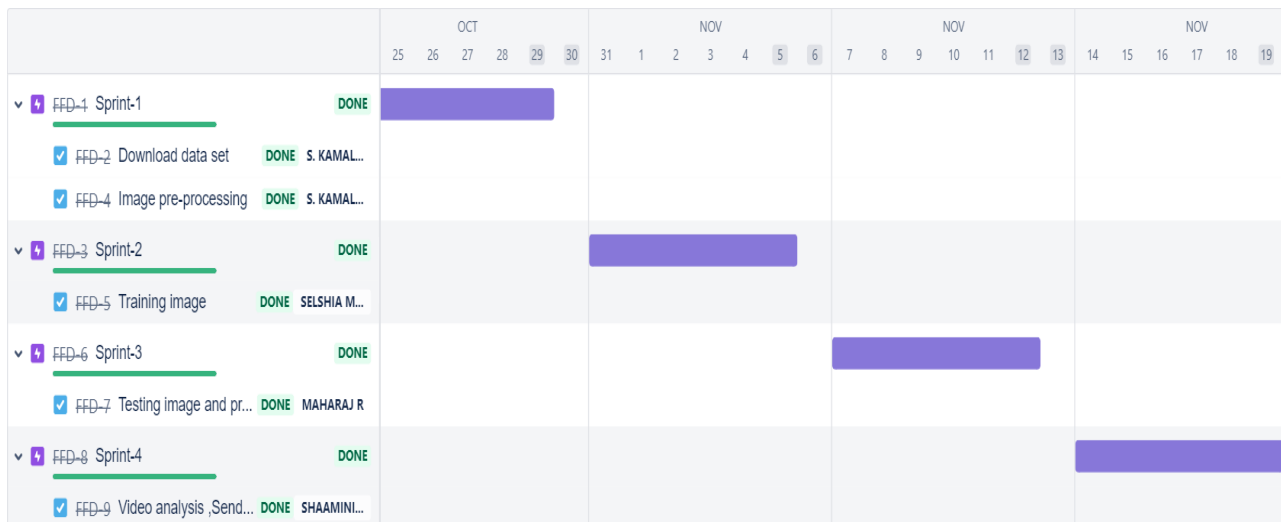 OCT NOV NOV NOV
25 26 27 28 29 30 31 1 2 3 4 5 6 7 8 9 10 11 12 13 14 15 16 17 18 19
FFD-1 Sprint-1 DONE
FFD-2 Download data set DONE S. KAMAL...
FFD-4 Image pre-processing DONE S. KAMAL...
FFD-3 Sprint-2 DONE
FFD-5 Training image DONE SELSHIA M...
FFD-6 Sprint-3 DONE
FFD-7 Testing image and pr... DONE MAHARAJ R
FFD-8 Sprint-4 DONE
FFD-9 Video analysis ,Send... DONE SHAAMINI...